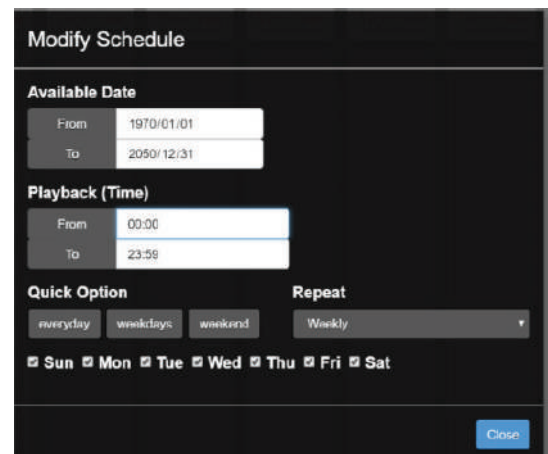 Modify Schedule
Available Date
From 1970/01/01
To 2050/12/31
Playback (Time)
From 00:00
To 23:59
Quick Option Repeat
everyday weekdays weekend Weekly
Sun Mon Tue Wed Thu Fri Sat
Close